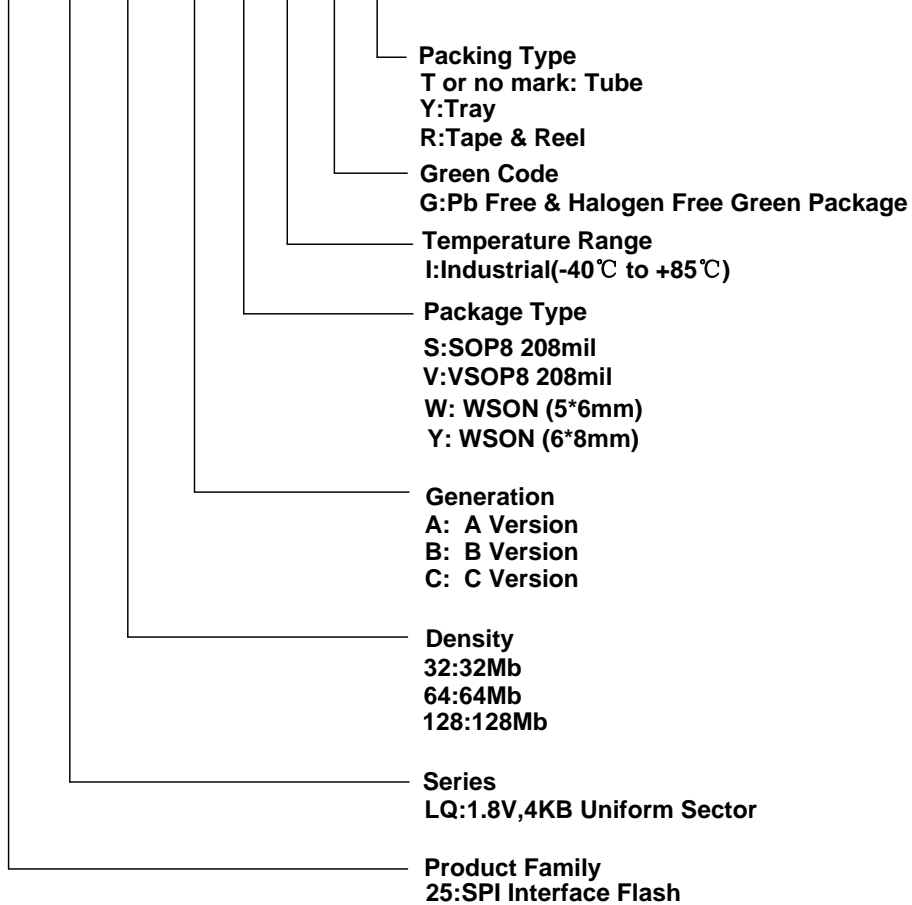 Packing Type
T or no mark: Tube
Y:Tray
R:Tape & Reel
Green Code
G:Pb Free & Halogen Free Green Package
Temperature Range
I:Industrial(-40℃ to +85℃)
Package Type
S:SOP8 208mil
V:VSOP8 208mil
W: WSON (5*6mm)
Y: WSON (6*8mm)
Generation
A: A Version
B: B Version
C: C Version
Density
32:32Mb
64:64Mb
128:128Mb
Series
LQ:1.8V,4KB Uniform Sector
Product Family
25:SPI Interface Flash